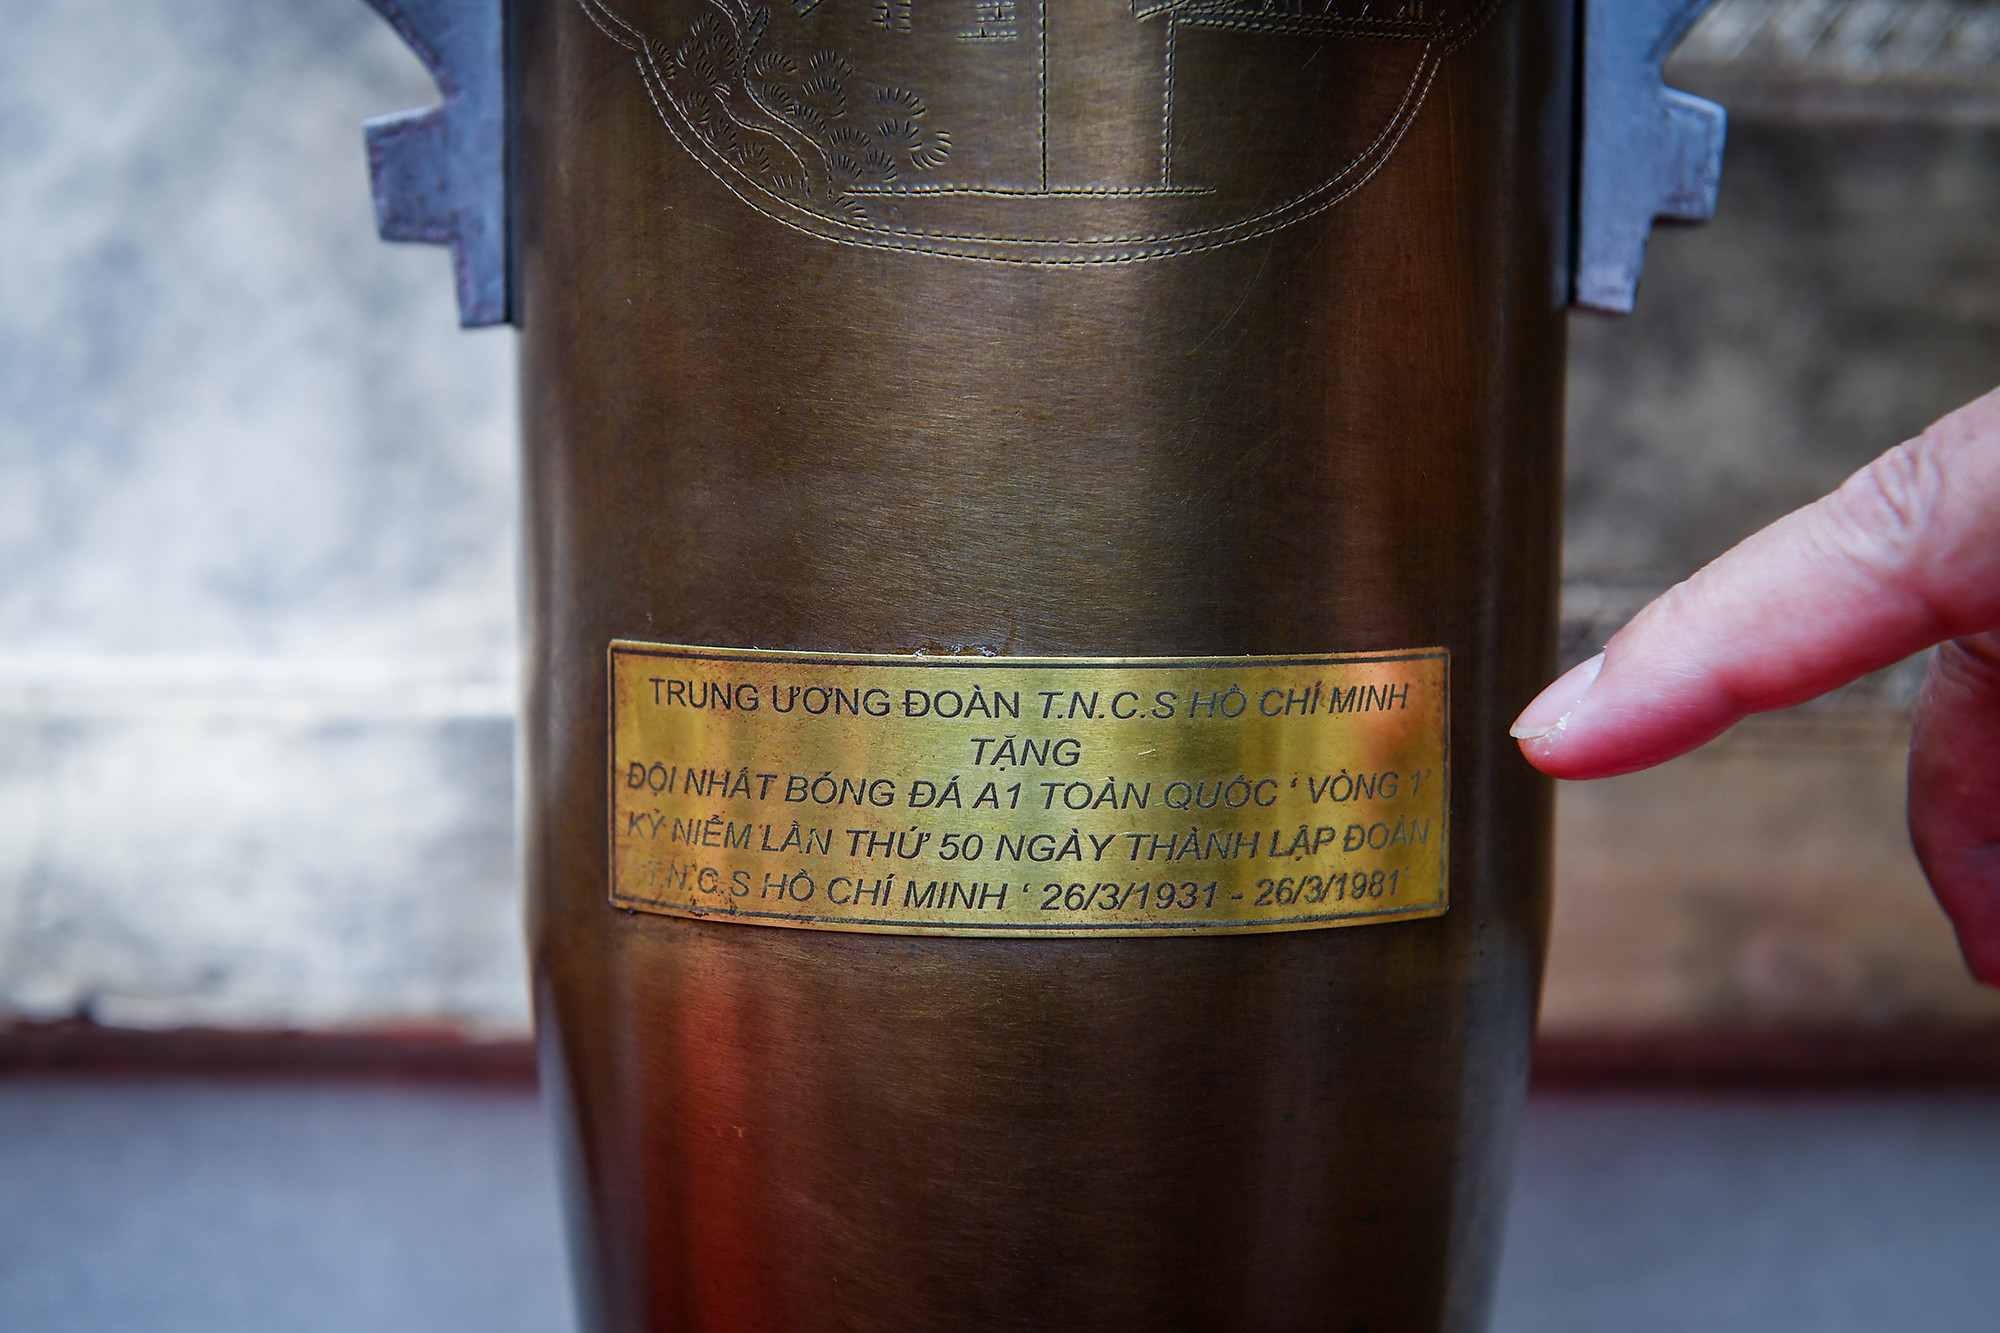 TRUNG ƯƠNG ĐOÀN T.N.C.S HỒ CHÍ MINH
TẶNG
ĐỘI NHẤT BÓNG ĐÁ A1 TOÀN QUỐC ‘ VÒNG 1’
KỶ NIỀM LẦN THỨ 50 NGÀY THÀNH LẬP ĐOÀN
T.N.C.S HỒ CHÍ MINH ‘ 26/3/1931 - 26/3/1981’